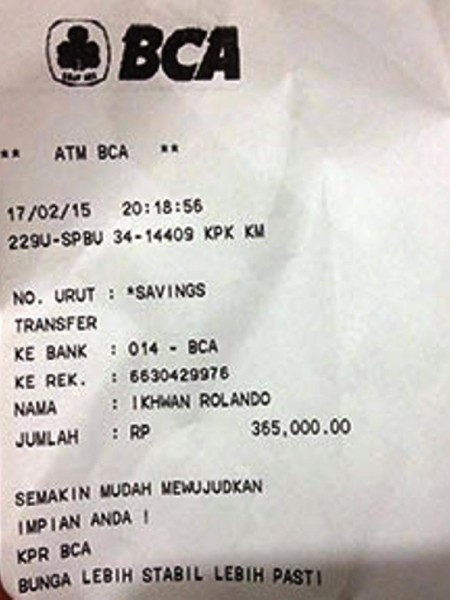 BCA
** ATM BCA **
17/02/15 20:18:56
229U-SPBU 34-14409 KPK KM
NO. URUT : *SAVINGS
TRANSFER
KE BANK : 014 - BCA
KE REK. : 6630429976
NAMA : IKHWAN ROLANDO
JUMLAH : RP 365,000.00
SEMAKIN MUDAH MEWUJUDKAN
IMPIAN ANDA !
KPR BCA
BUNGA LEBIH STABIL LEBIH PASTI